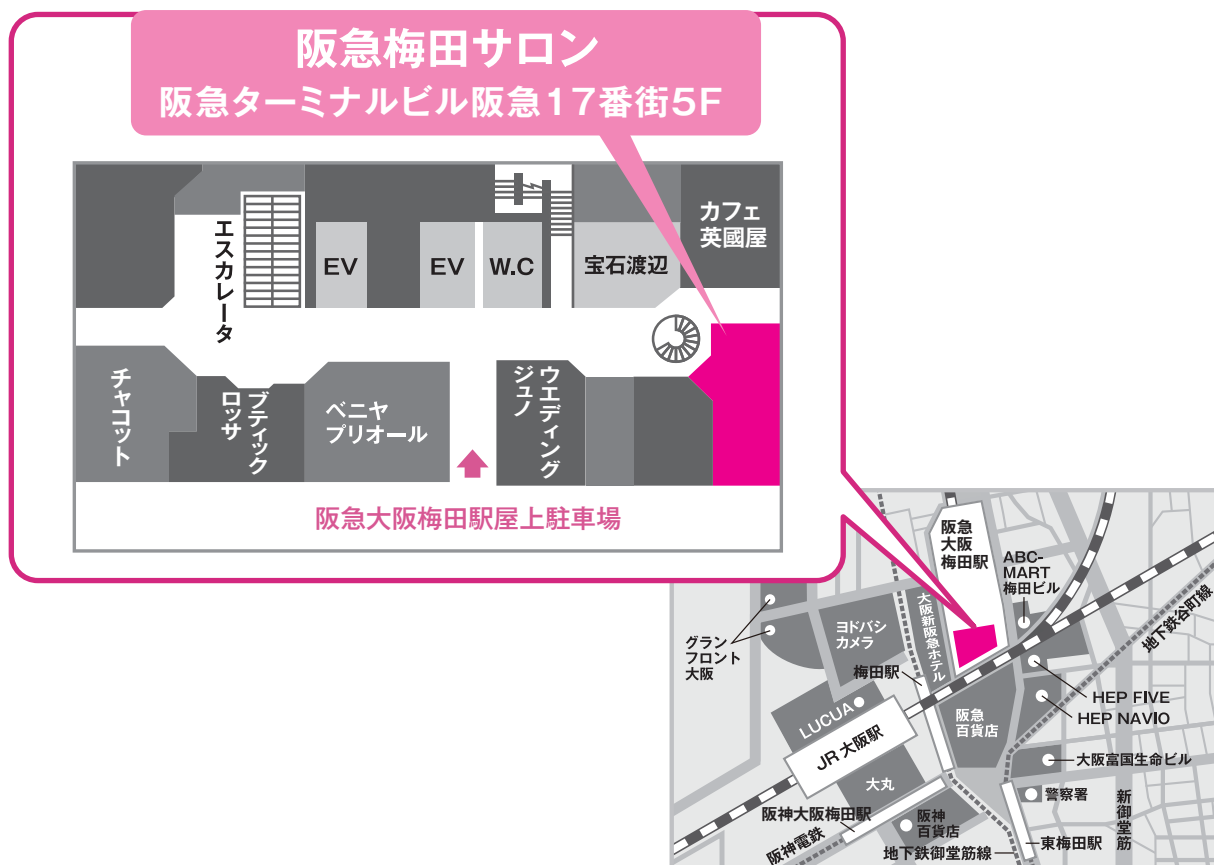 阪急梅田サロン
阪急ターミナルビル阪急17番街5F
エスカレータ
EV
EV
W.C
宝石渡辺
カフェ
英國屋
チャコット
ブティック
ロッサ
ベニヤ
プリオール
ウエディング
ジュノ
阪急大阪梅田駅屋上駐車場
阪急
大阪
梅田駅
ABC-
MART
梅田ビル
地下鉄谷町線
グラン
フロント
大阪
ヨドバシ
カメラ
大阪新阪急ホテル
梅田駅
HEP FIVE
HEP NAVIO
LUCUA
阪急
百貨店
JR 大阪駅
大丸
大阪富国生命ビル
警察署
新御堂筋
阪神大阪梅田駅
阪神
百貨店
阪神電鉄
地下鉄御堂筋線
東梅田駅